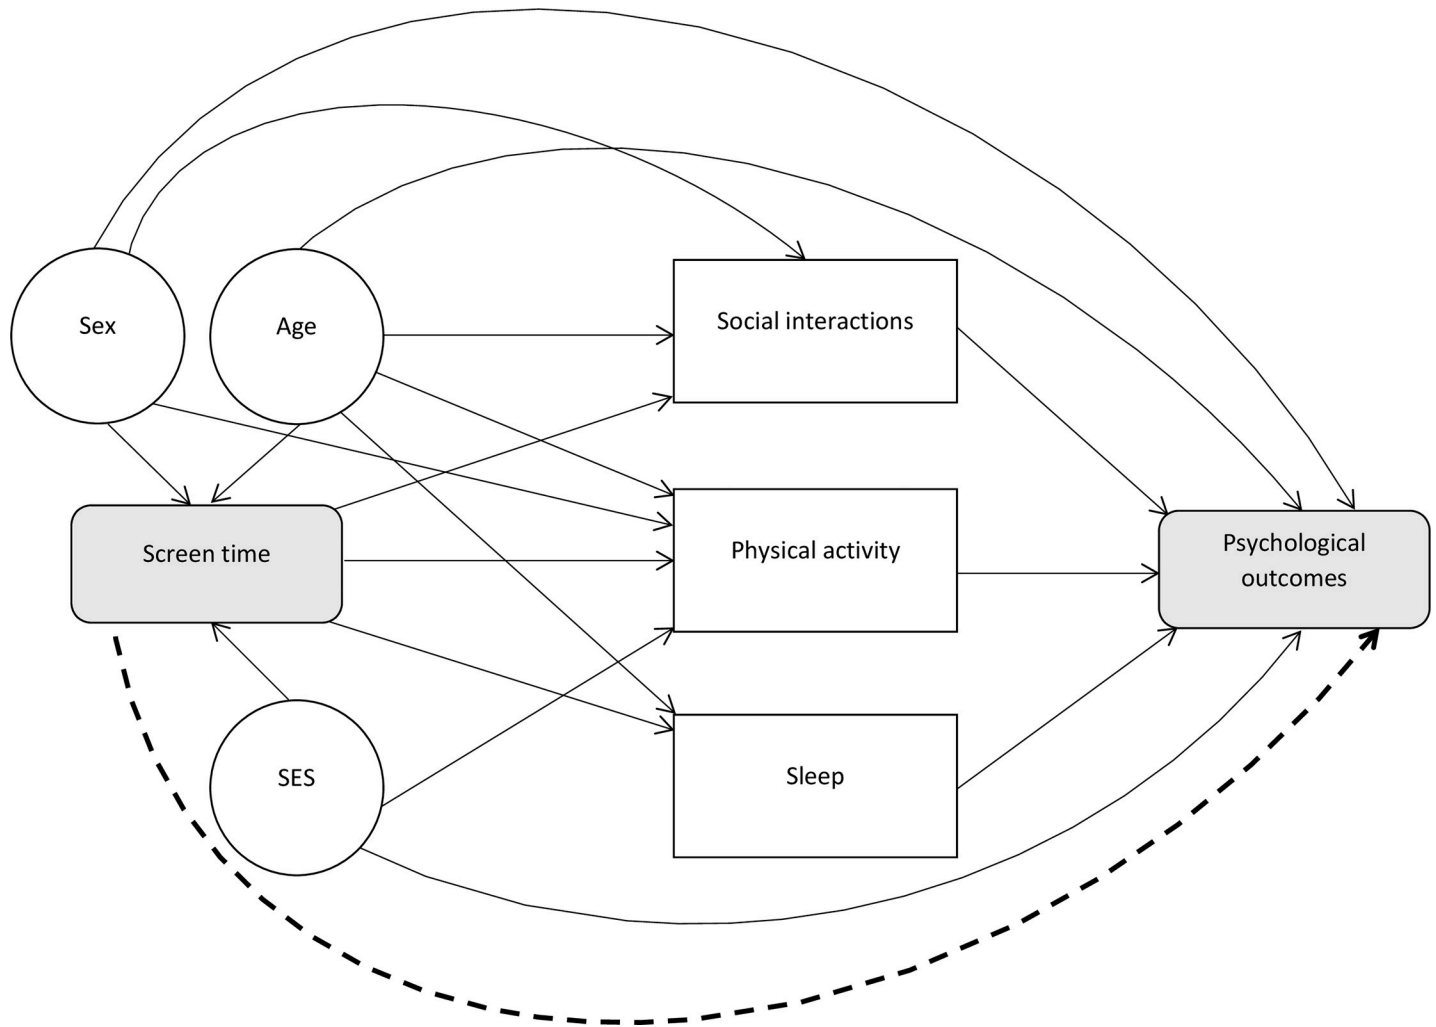 Sex
Age
Social interactions
Screen time
Physical activity
Psychological
outcomes
SES
Sleep